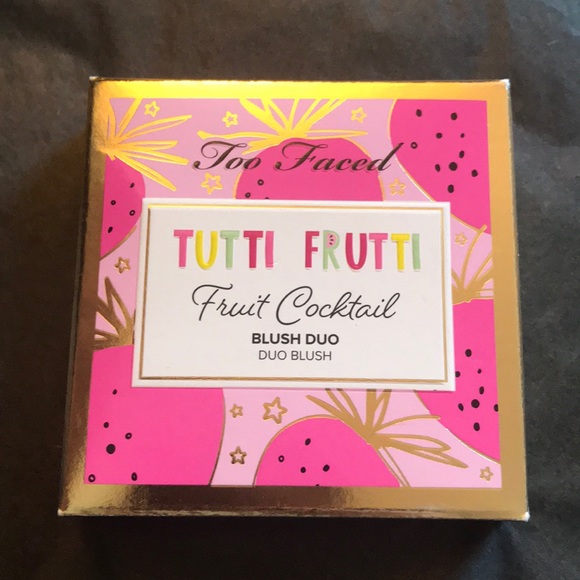 Too Faced
TUTTI FRUTTI
Fruit Cocktail
BLUSH DUO
DUO BLUSH